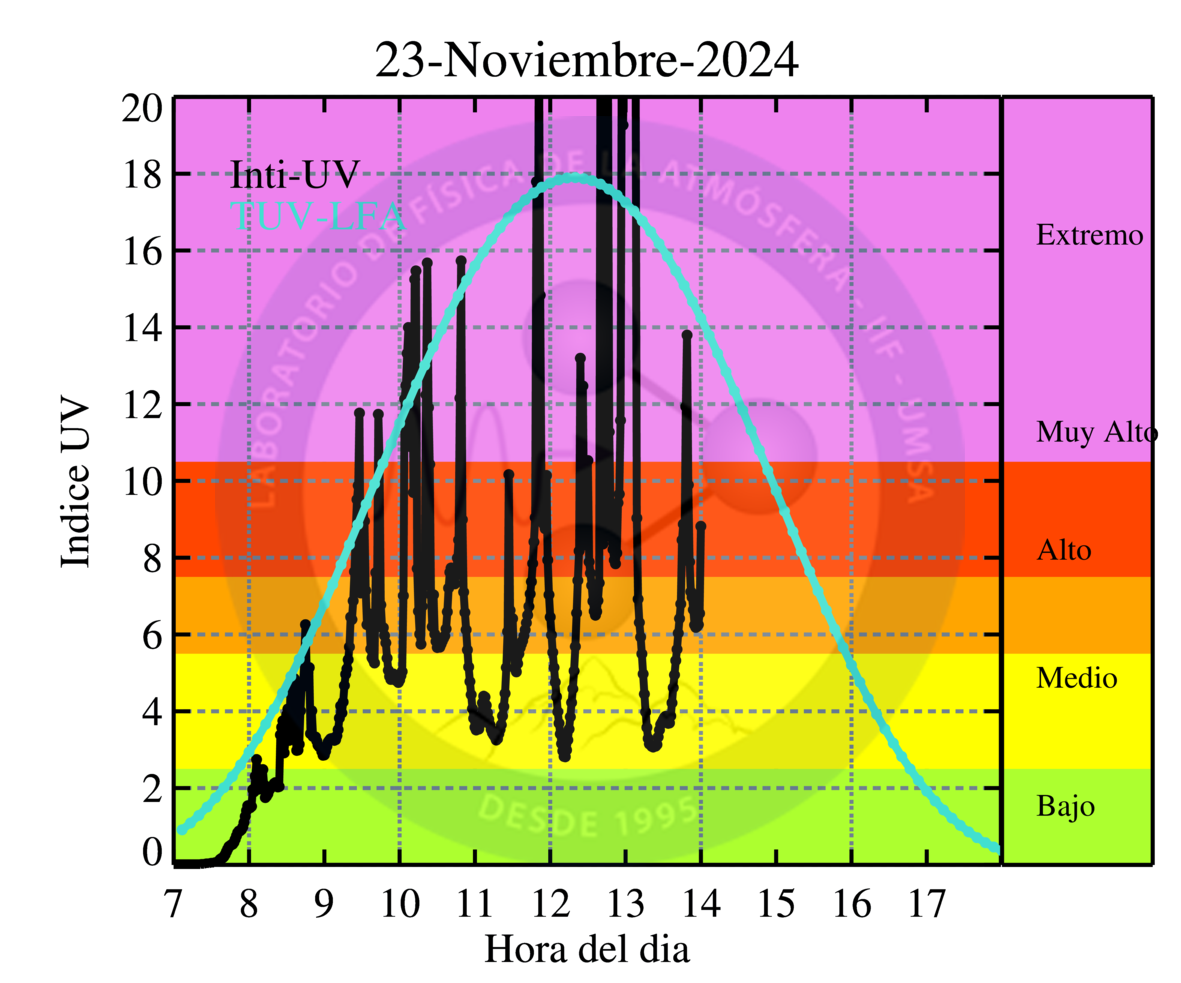 23-Noviembre-2024
20
18
16
14
12
10
8
6
4
2
0
Indice UV
Inti-UV
TUV-LFA
LABORATORIO DE FÍSICA DE LA ATMÓSFERA - IIF - UMSA
DESDE 1995
Extremo
Muy Alto
Alto
Medio
Bajo
7 8 9 10 11 12 13 14 15 16 17
Hora del dia